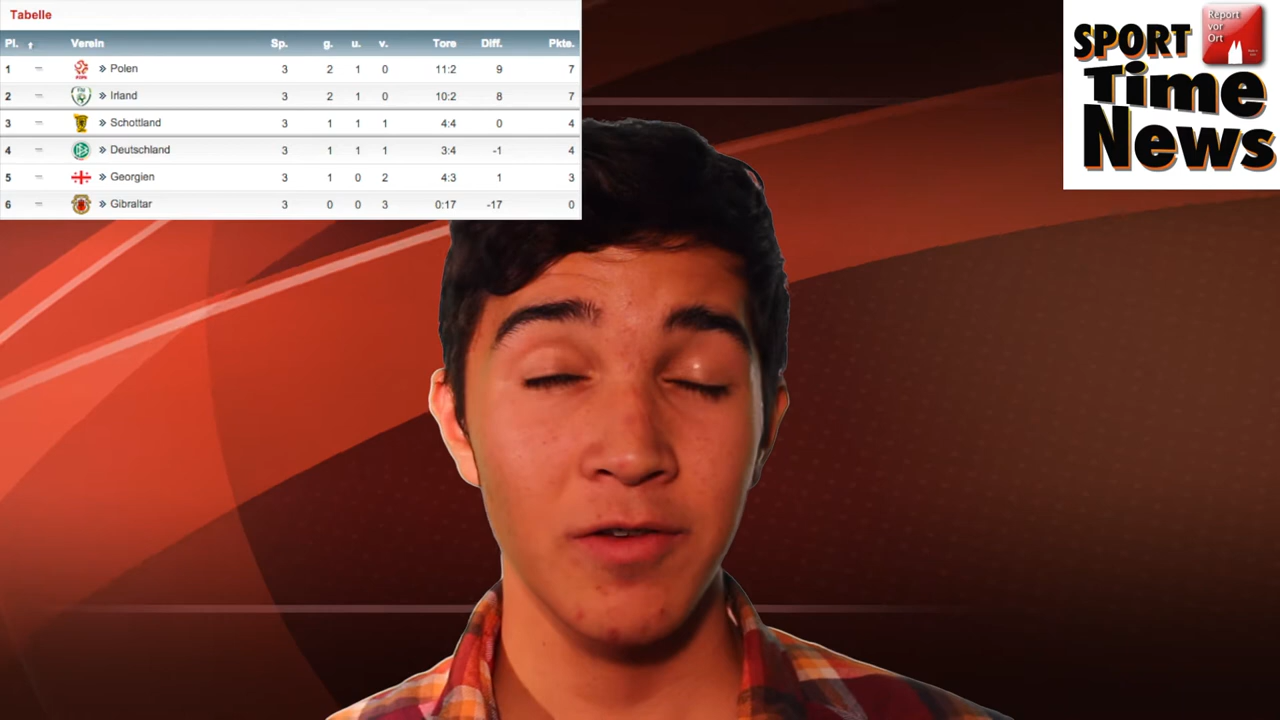 Tabelle
Pl. Verein Sp. g. u. v. Tore Diff. Pkte.
1 Polen 3 2 1 0 11:2 9 7
2 Irland 3 2 1 0 10:2 8 7
3 Schottland 3 1 1 1 4:4 0 4
4 Deutschland 3 1 1 1 3:4 -1 4
5 Georgien 3 1 0 2 4:3 1 3
6 Gibraltar 3 0 0 3 0:17 -17 0
SPORT
Time
News
Report
vor
Ort